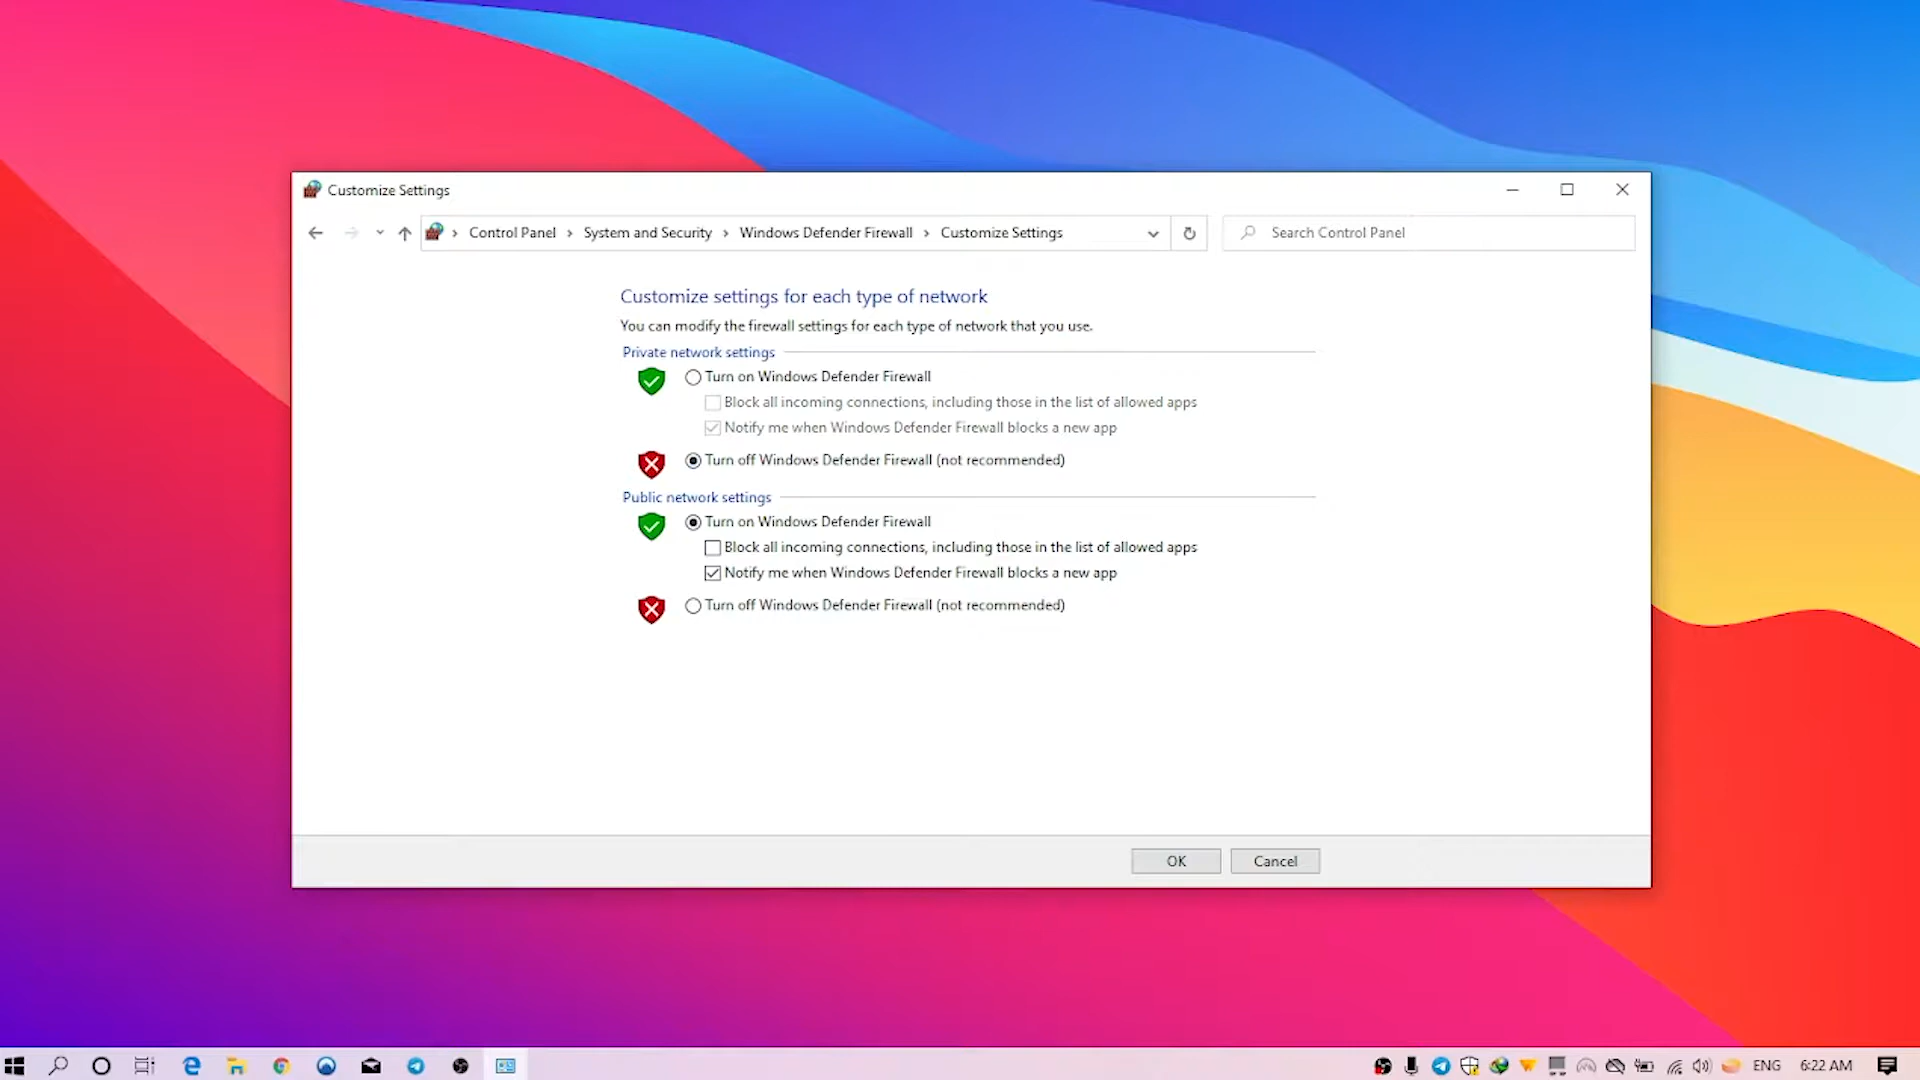 Customize Settings
Control Panel
System and Security
Windows Defender Firewall
Customize Settings
Search Control Panel
Customize settings for each type of network
You can modify the firewall settings for each type of network that you use.
Private network settings
Turn on Windows Defender Firewall
Block all incoming connections, including those in the list of allowed apps
Notify me when Windows Defender Firewall blocks a new app
Turn off Windows Defender Firewall (not recommended)
Public network settings
Turn on Windows Defender Firewall
Block all incoming connections, including those in the list of allowed apps
Notify me when Windows Defender Firewall blocks a new app
Turn off Windows Defender Firewall (not recommended)
OK
Cancel
ENG
6:22 AM